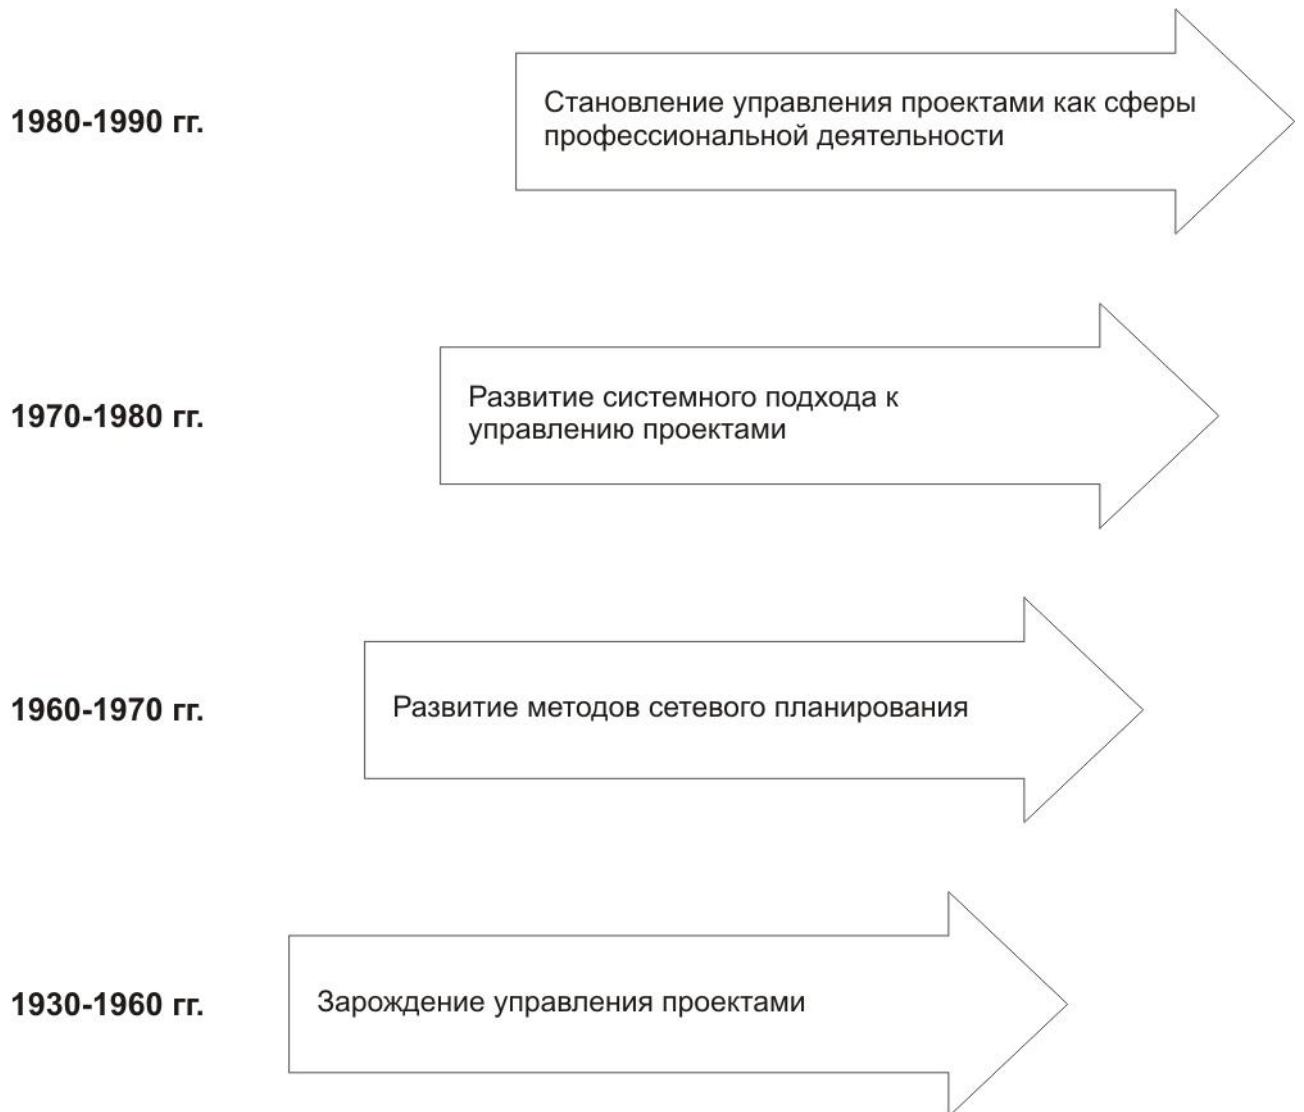 1980-1990 гг.
Становление управления проектами как сферы
профессиональной деятельности
1970-1980 гг.
Развитие системного подхода к
управлению проектами
1960-1970 гг.
Развитие методов сетевого планирования
1930-1960 гг.
Зарождение управления проектами